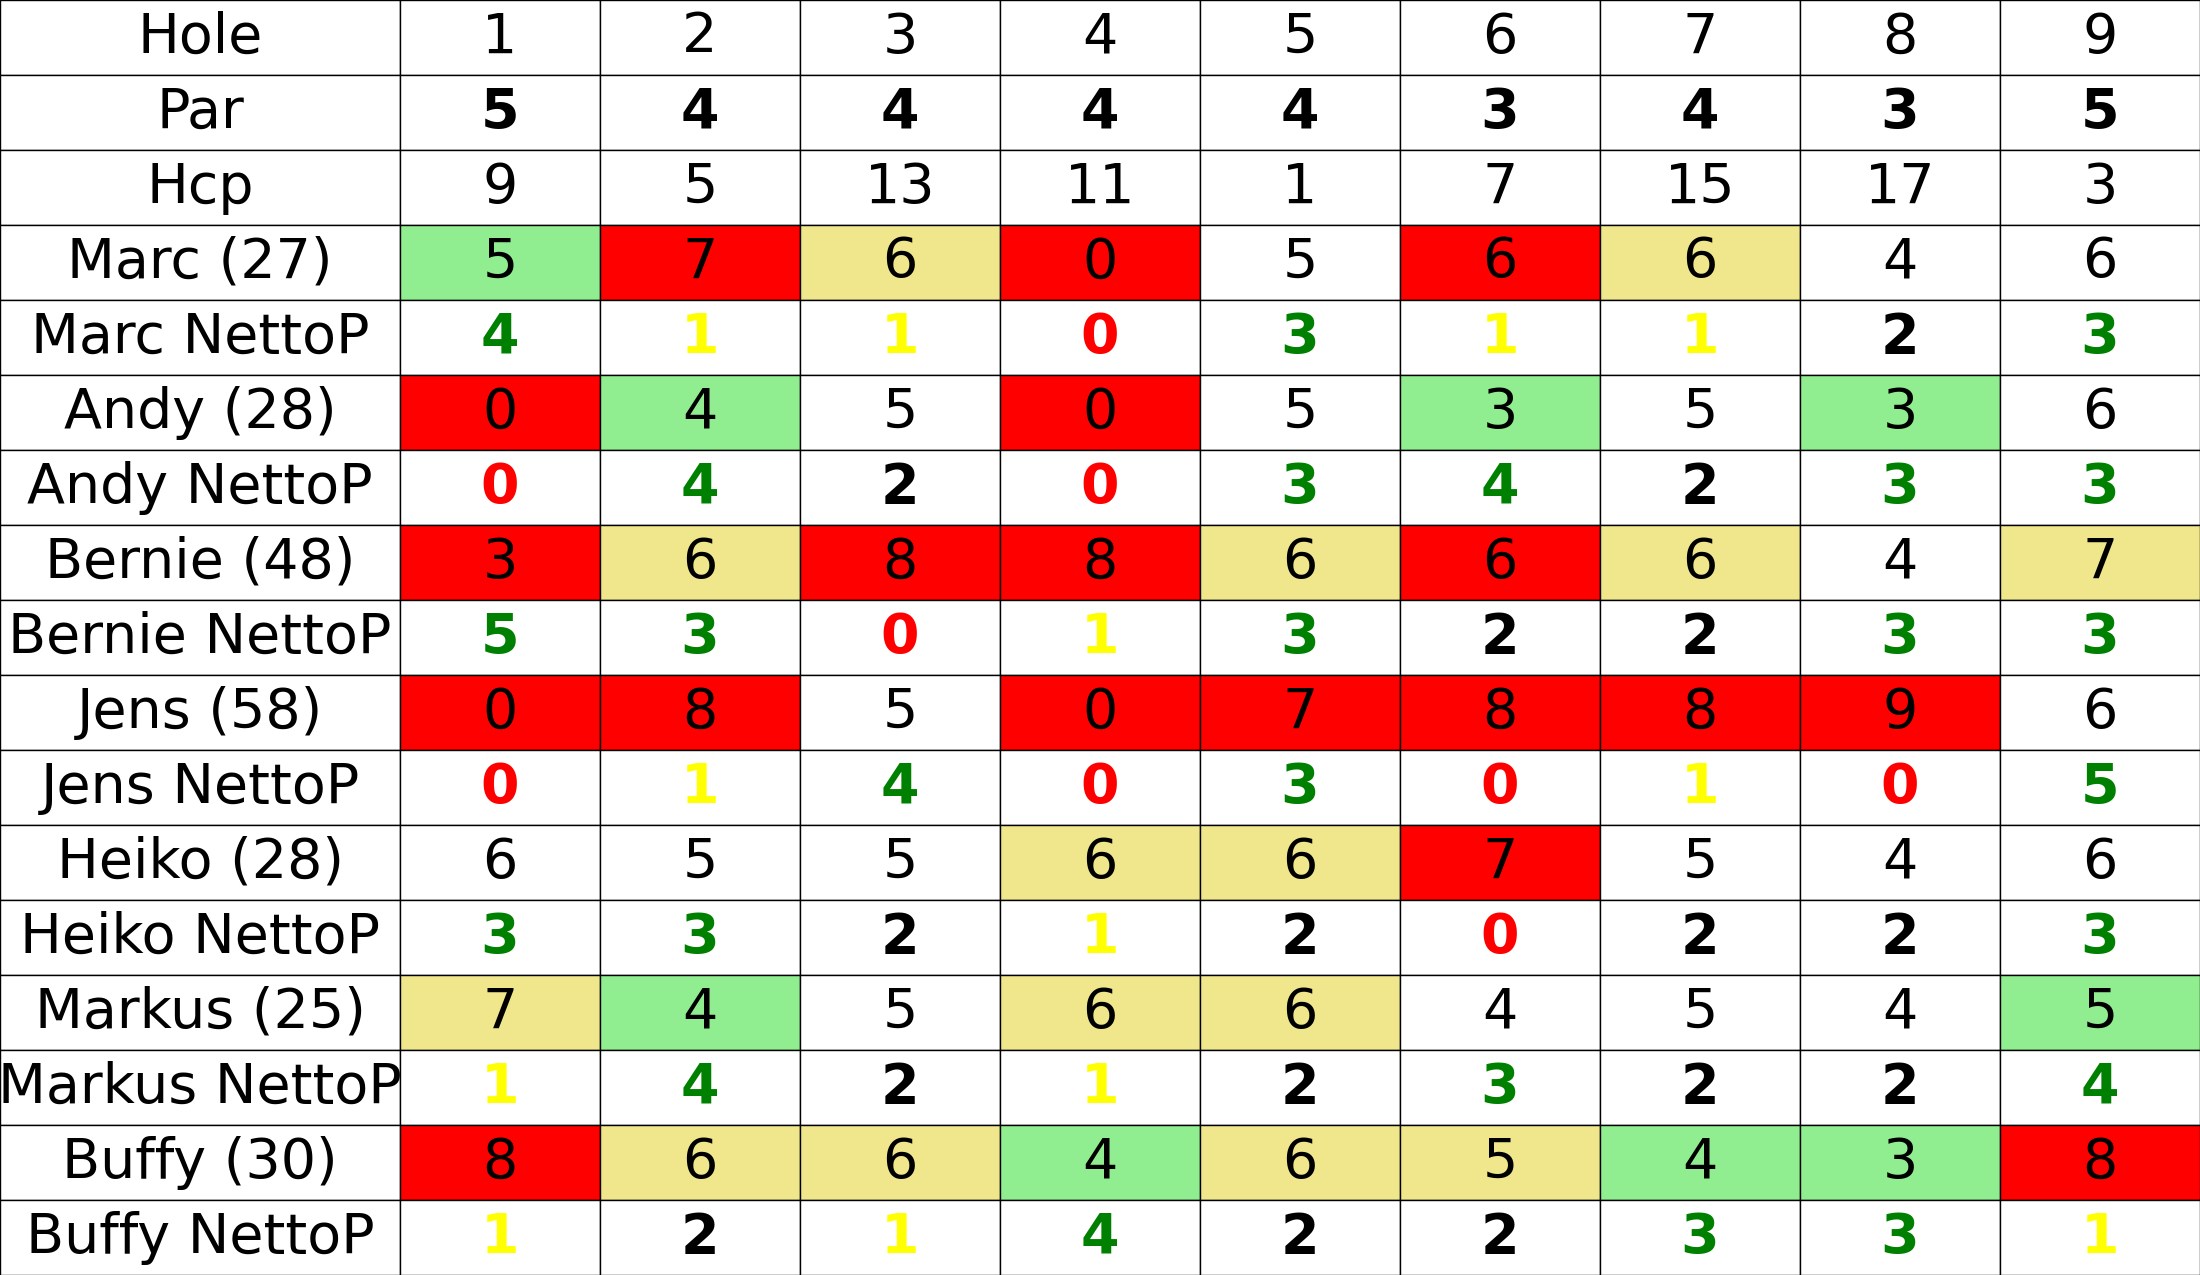 Hole 1 2 3 4 5 6 7 8 9
Par 5 4 4 4 4 3 4 3 5
Hcp 9 5 13 11 1 7 15 17 3
Marc (27) 5 7 6 0 5 6 6 4 6
Marc NettoP 4 1 1 0 3 1 1 2 3
Andy (28) 0 4 5 0 5 3 5 3 6
Andy NettoP 0 4 2 0 3 4 2 3 3
Bernie (48) 3 6 8 8 6 6 6 4 7
Bernie NettoP 5 3 0 1 3 2 2 3 3
Jens (58) 0 8 5 0 7 8 8 9 6
Jens NettoP 0 1 4 0 3 0 1 0 5
Heiko (28) 6 5 5 6 6 7 5 4 6
Heiko NettoP 3 3 2 1 2 0 2 2 3
Markus (25) 7 4 5 6 6 4 5 4 5
Markus NettoP 1 4 2 1 2 3 2 2 4
Buffy (30) 8 6 6 4 6 5 4 3 8
Buffy NettoP 1 2 1 4 2 2 3 3 1